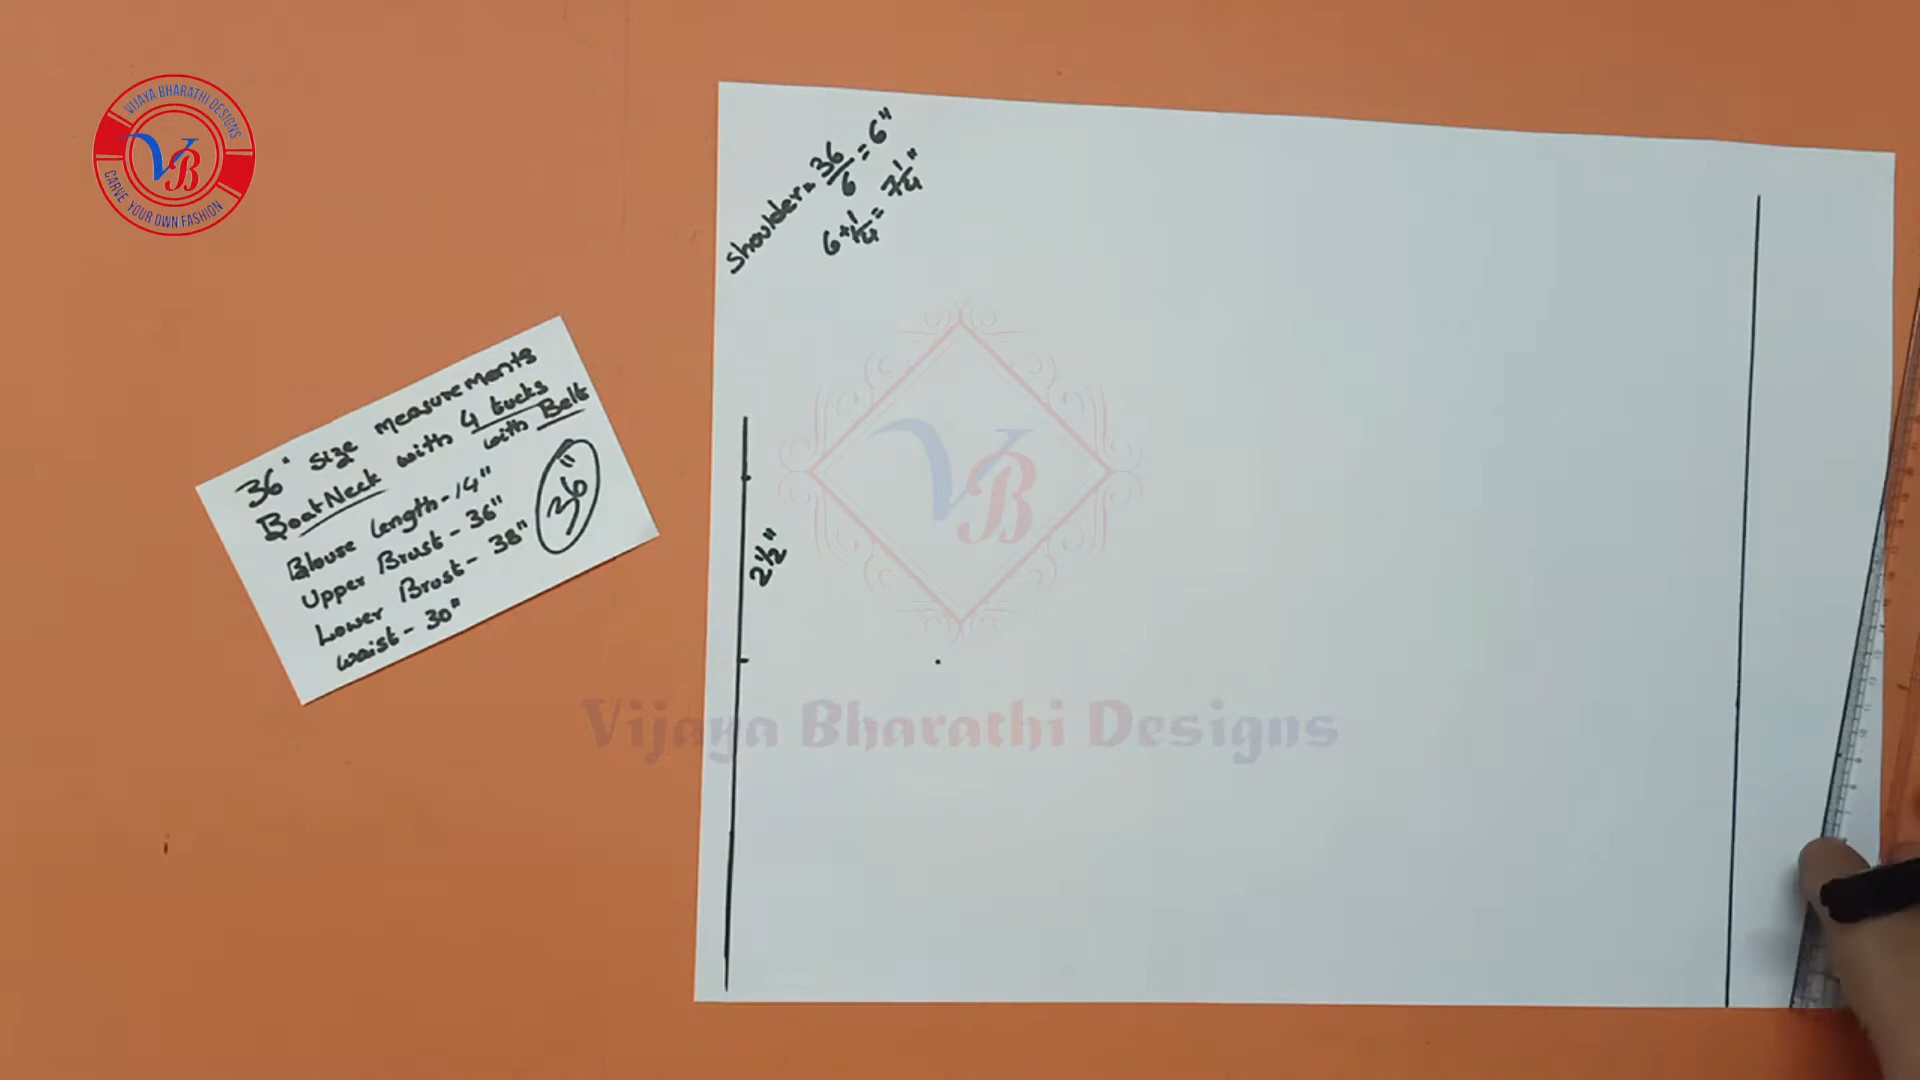 VIJAYA BHARATHI DESIGNS
VB
CARVE YOUR OWN FASHION
36" size measurements
BoatNeck with 4 tucks
with Belt
Blouse length - 14"
Upper Brust - 36"
Lower Brust - 38"
waist - 30"
36"
Shoulder = 36/6 = 6"
6+1¼ = 7¼"
2½"
VB
Vijaya Bharathi Designs